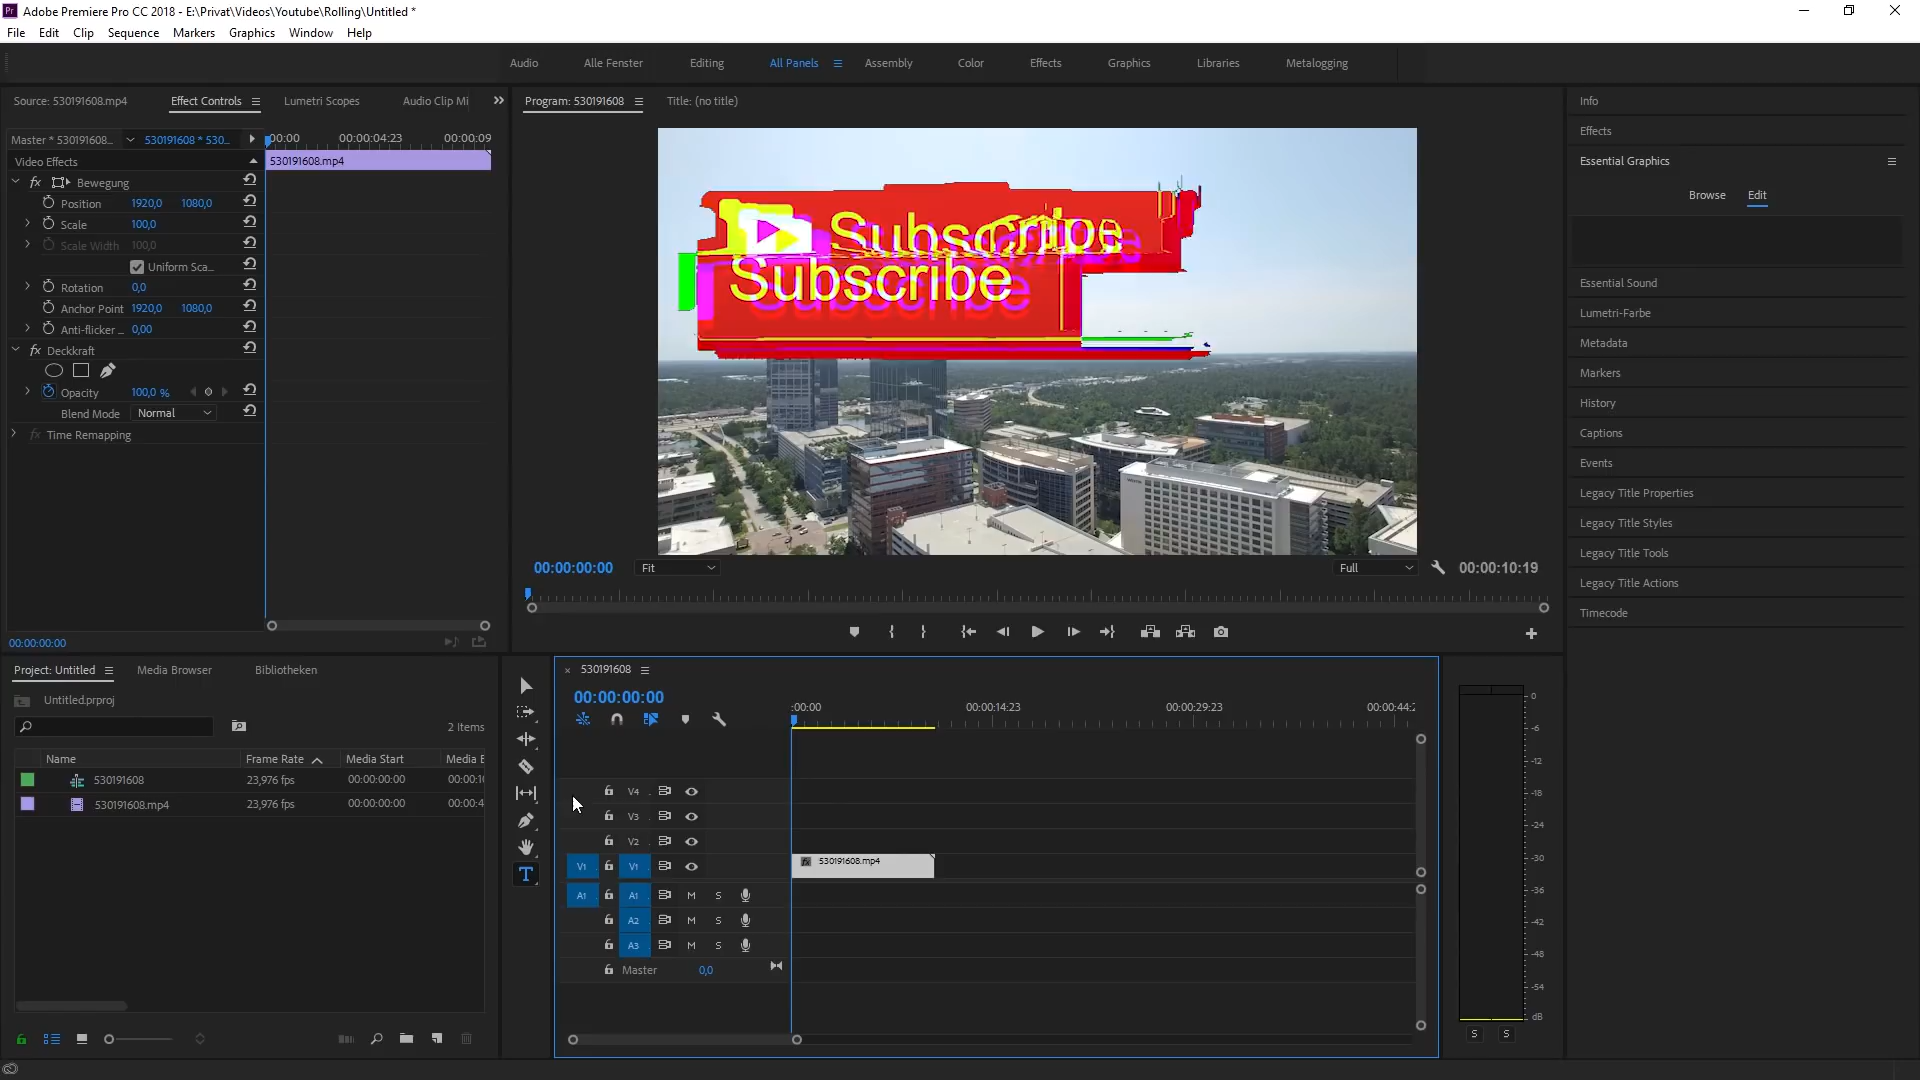 Adobe Premiere Pro CC 2018 - E:\Privat\Videos\Youtube\Rolling\Untitled *
File Edit Clip Sequence Markers Graphics Window Help
Audio Alle Fenster Editing All Panels Assembly Color Effects Graphics Libraries Metalogging
Source: 530191608.mp4 Effect Controls Lumetri Scopes Audio Clip Mi
Master * 530191608... 530191608 * 530...
00:00 00:00:04:23 00:00:09
Video Effects
530191608.mp4
fx Bewegung
Position 1920,0 1080,0
Scale 100,0
Scale Width 100,0
Uniform Sca...
Rotation 0,0
Anchor Point 1920,0 1080,0
Anti-flicker ... 0,00
fx Deckkraft
Opacity 100,0 %
Blend Mode Normal
fx Time Remapping
00:00:00:00
Program: 530191608 Title: (no title)
Subscribe
Subscribe
00:00:00:00 Fit Full 00:00:10:19
Info
Effects
Essential Graphics
Browse Edit
Essential Sound
Lumetri-Farbe
Metadata
Markers
History
Captions
Events
Legacy Title Properties
Legacy Title Styles
Legacy Title Tools
Legacy Title Actions
Timecode
Project: Untitled Media Browser Bibliotheken
Untitled.prproj
2 Items
Name Frame Rate Media Start Media E
530191608 23,976 fps 00:00:00:00 00:00:1
530191608.mp4 23,976 fps 00:00:00:00 00:00:4
T
530191608
00:00:00:00
:00:00 00:00:14:23 00:00:29:23 00:00:44:2
V4
V3
V2
V1 V1 fx 530191608.mp4
A1 A1 M S
A2 M S
A3 M S
Master 0,0
0
-6
-12
-18
-24
-30
-36
-42
-48
-54
dB
S S